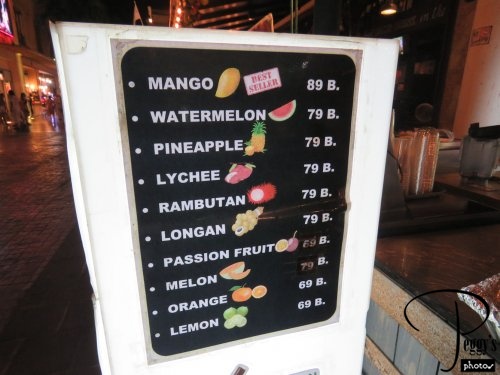 MANGO BEST SELLER 89 B.
WATERMELON 79 B.
PINEAPPLE 79 B.
LYCHEE 79 B.
RAMBUTAN 79 B.
LONGAN 79 B.
PASSION FRUIT 89 B.
MELON 79 B.
ORANGE 69 B.
LEMON 69 B.
Peggy's
photos